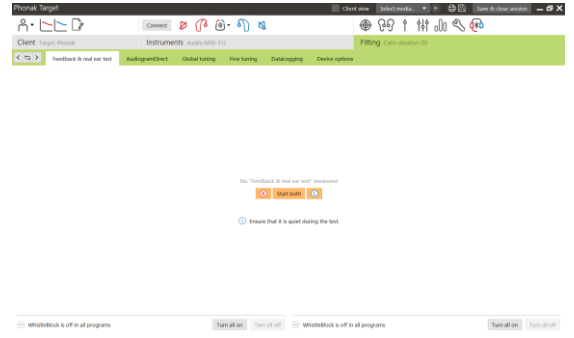 Phonak Target
Client view Select media... Save & close session
Connect
Client Target, Phonak Instruments Audéo M90-312 Fitting Calm situation
Feedback & real ear test AudiogramDirect Global tuning Fine tuning DataLogging Device options
No "Feedback & real ear test" measured
Start both
Ensure that it is quiet during the test.
WhistleBlock is off in all programs Turn all on Turn all off WhistleBlock is off in all programs Turn all on Turn all off